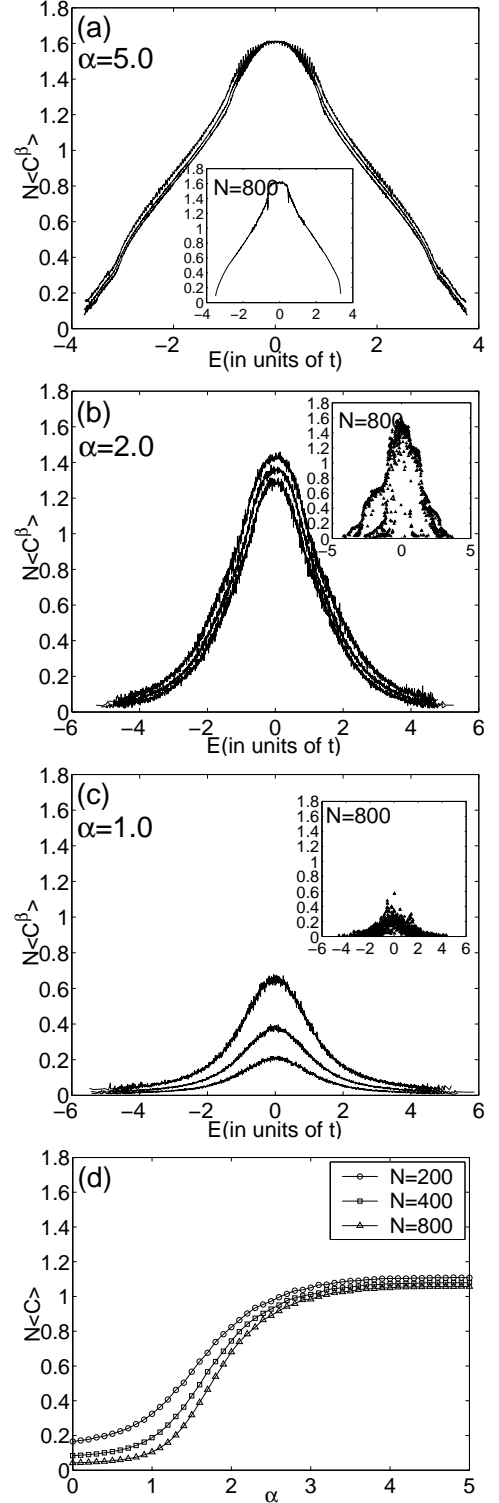 (a)
α=5.0
N<C^β>
1.8
1.6
1.4
1.2
1
0.8
0.6
0.4
0.2
0
−4 −2 0 2 4
E(in units of t)
N=800
1.8
1.6
1.4
1.2
1
0.8
0.6
0.4
0.2
0
−4 −2 0 2 4
(b)
α=2.0
N<C^β>
1.8
1.6
1.4
1.2
1
0.8
0.6
0.4
0.2
0
−6 −4 −2 0 2 4 6
E(in units of t)
N=800
1.8
1.6
1.4
1.2
1
0.8
0.6
0.4
0.2
0
−5 0 5
(c)
α=1.0
N<C^β>
1.8
1.6
1.4
1.2
1
0.8
0.6
0.4
0.2
0
−6 −4 −2 0 2 4 6
E(in units of t)
N=800
1.8
1.6
1.4
1.2
1
0.8
0.6
0.4
0.2
0
−6 −4 −2 0 2 4 6
(d)
N<C>
1.8
1.6
1.4
1.2
1
0.8
0.6
0.4
0.2
0
0 1 2 3 4 5
α
N=200
N=400
N=800